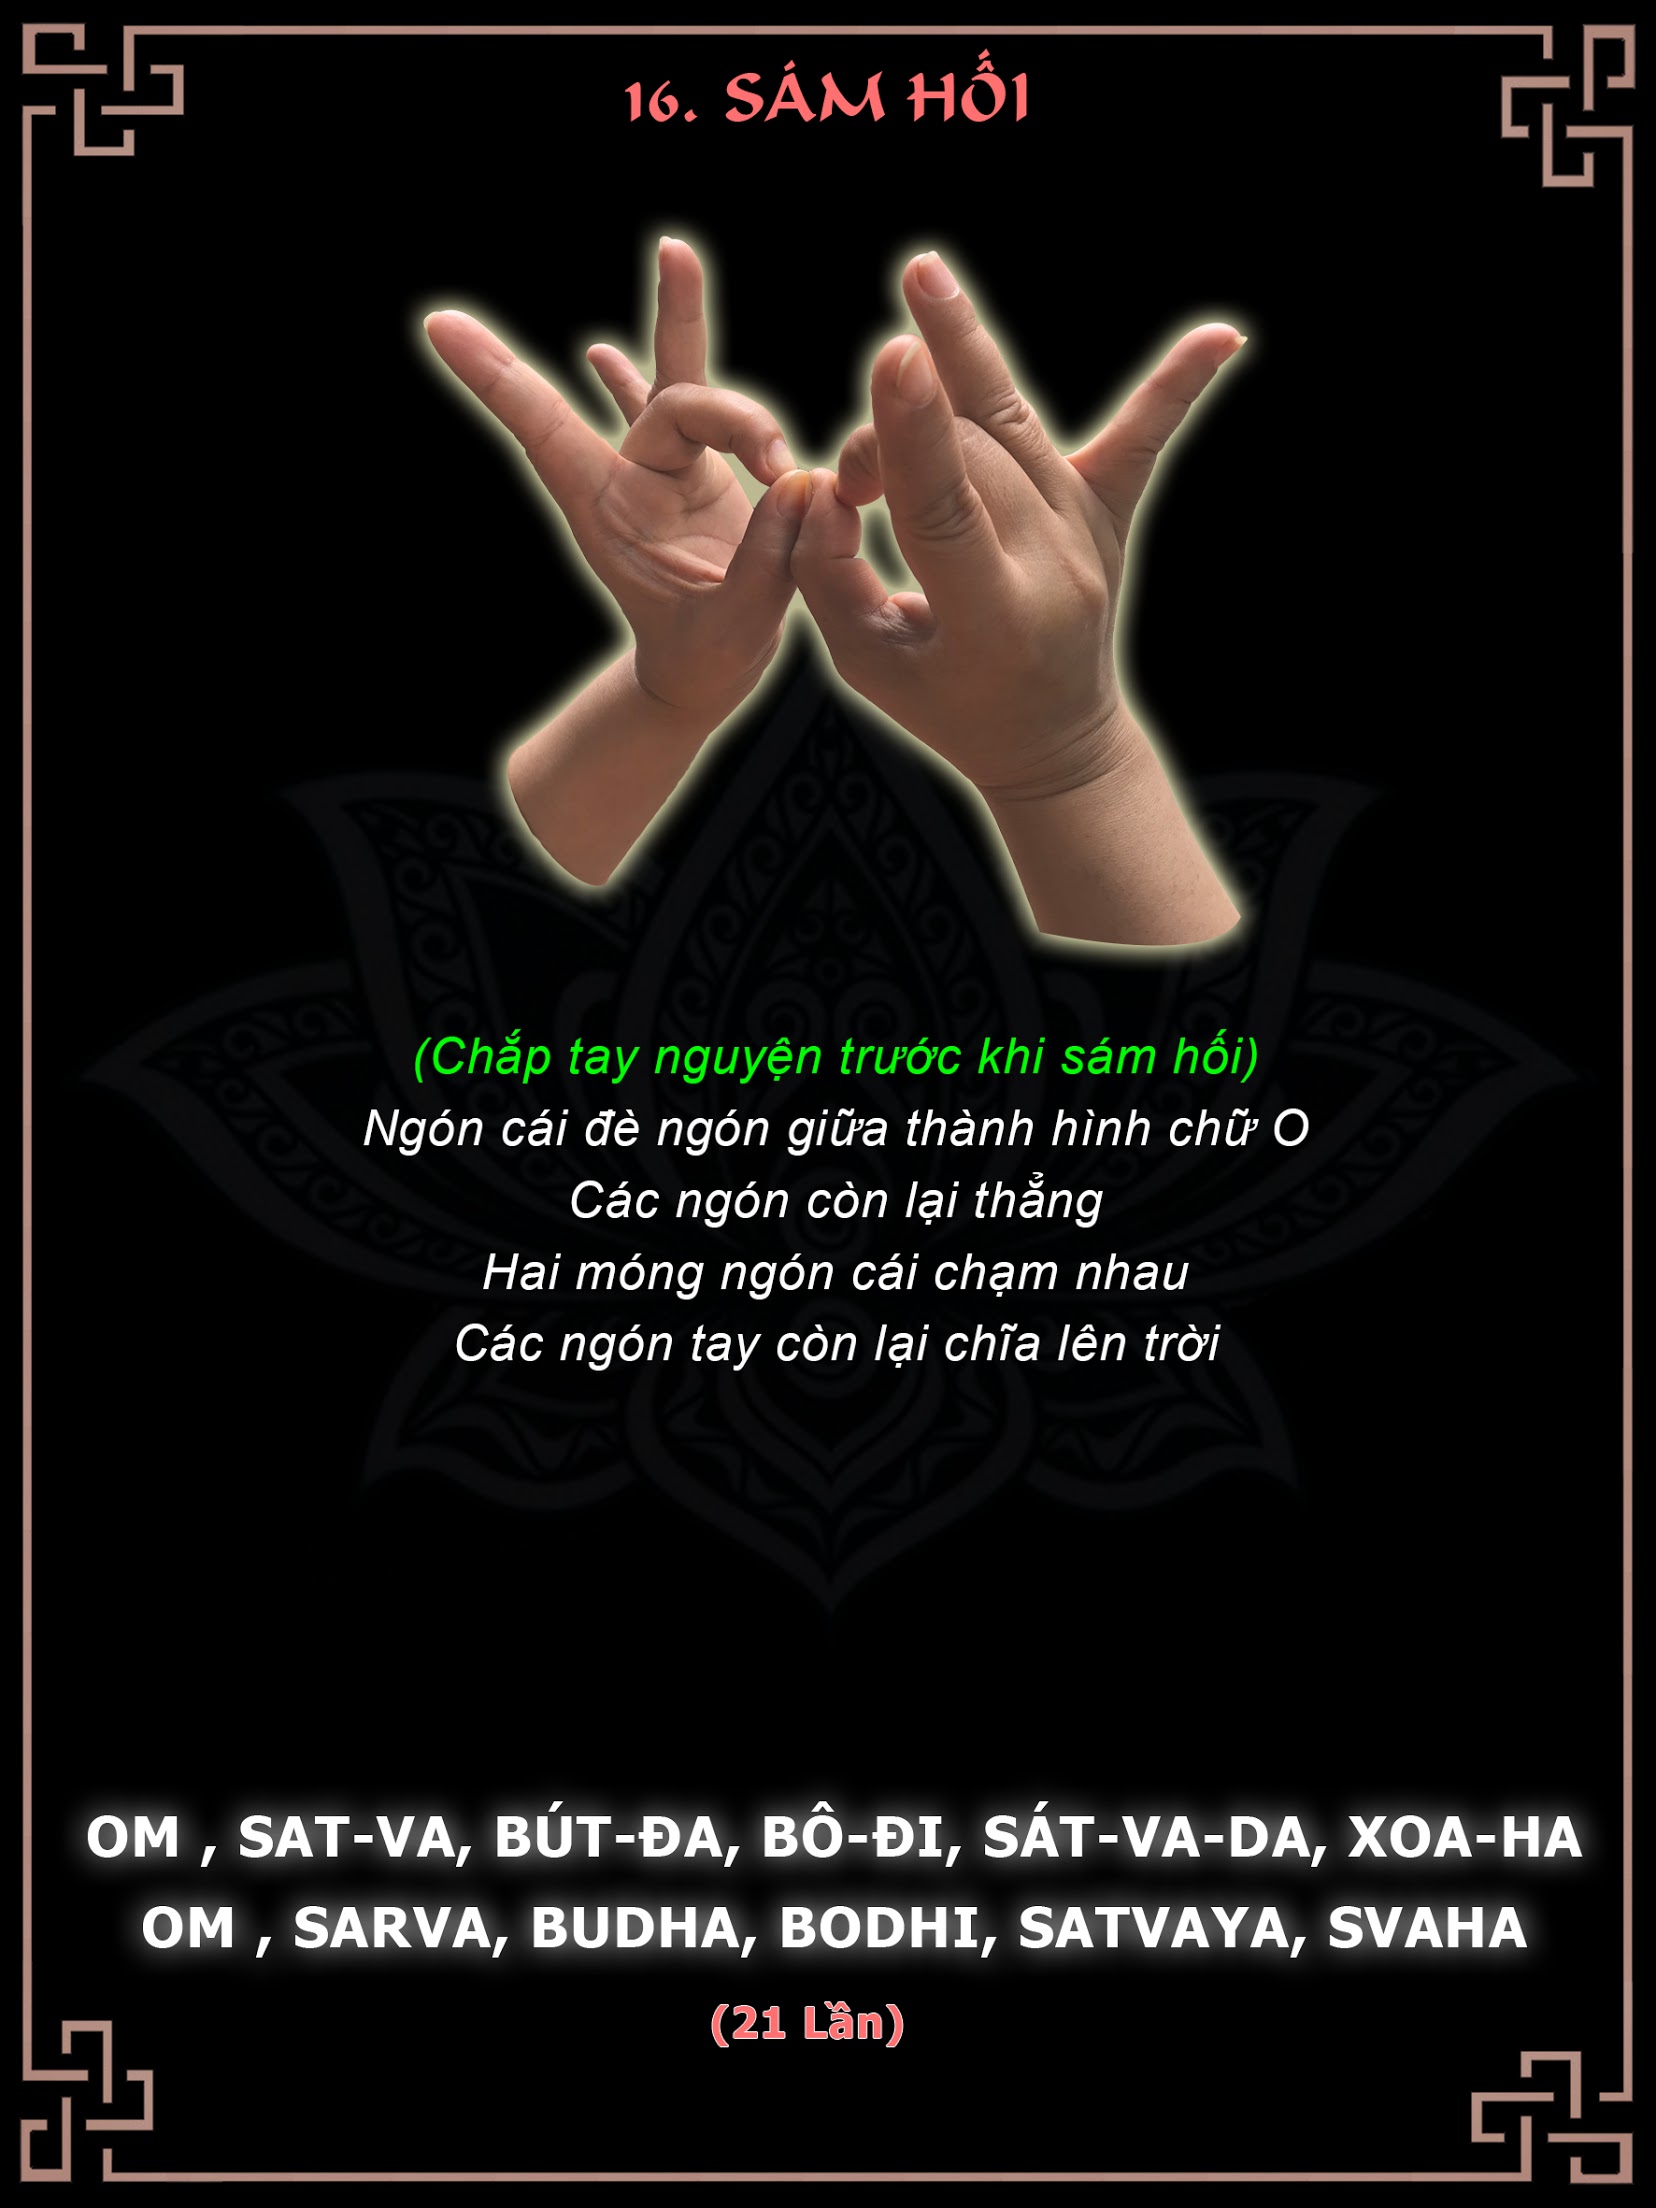 16. SÁM HỐI
(Chắp tay nguyện trước khi sám hối)
Ngón cái đè ngón giữa thành hình chữ O
Các ngón còn lại thẳng
Hai móng ngón cái chạm nhau
Các ngón tay còn lại chĩa lên trời
OM , SAT-VA, BÚT-ĐA, BÔ-ĐI, SÁT-VA-DA, XOA-HA
OM , SARVA, BUDHA, BODHI, SATVAYA, SVAHA
(21 Lần)